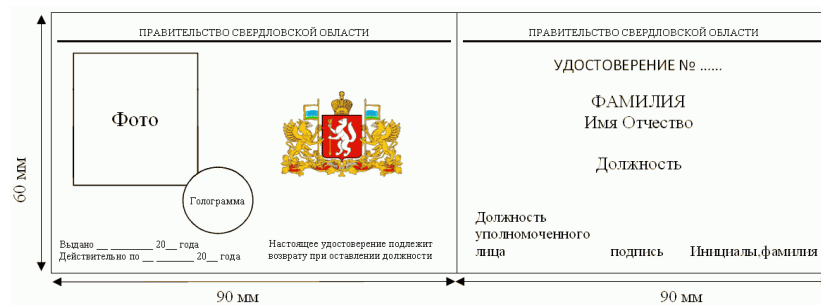 ПРАВИТЕЛЬСТВО СВЕРДЛОВСКОЙ ОБЛАСТИ
Фото
Голограмма
Выдано __ ________ 20__ года
Действительно по __ ________ 20__ года
Настоящее удостоверение подлежит
возврату при оставлении должности
60 мм
90 мм
ПРАВИТЕЛЬСТВО СВЕРДЛОВСКОЙ ОБЛАСТИ
УДОСТОВЕРЕНИЕ № ......
ФАМИЛИЯ
Имя Отчество
Должность
Должность
уполномоченного
лица подпись Инициалы,фамилия
90 мм